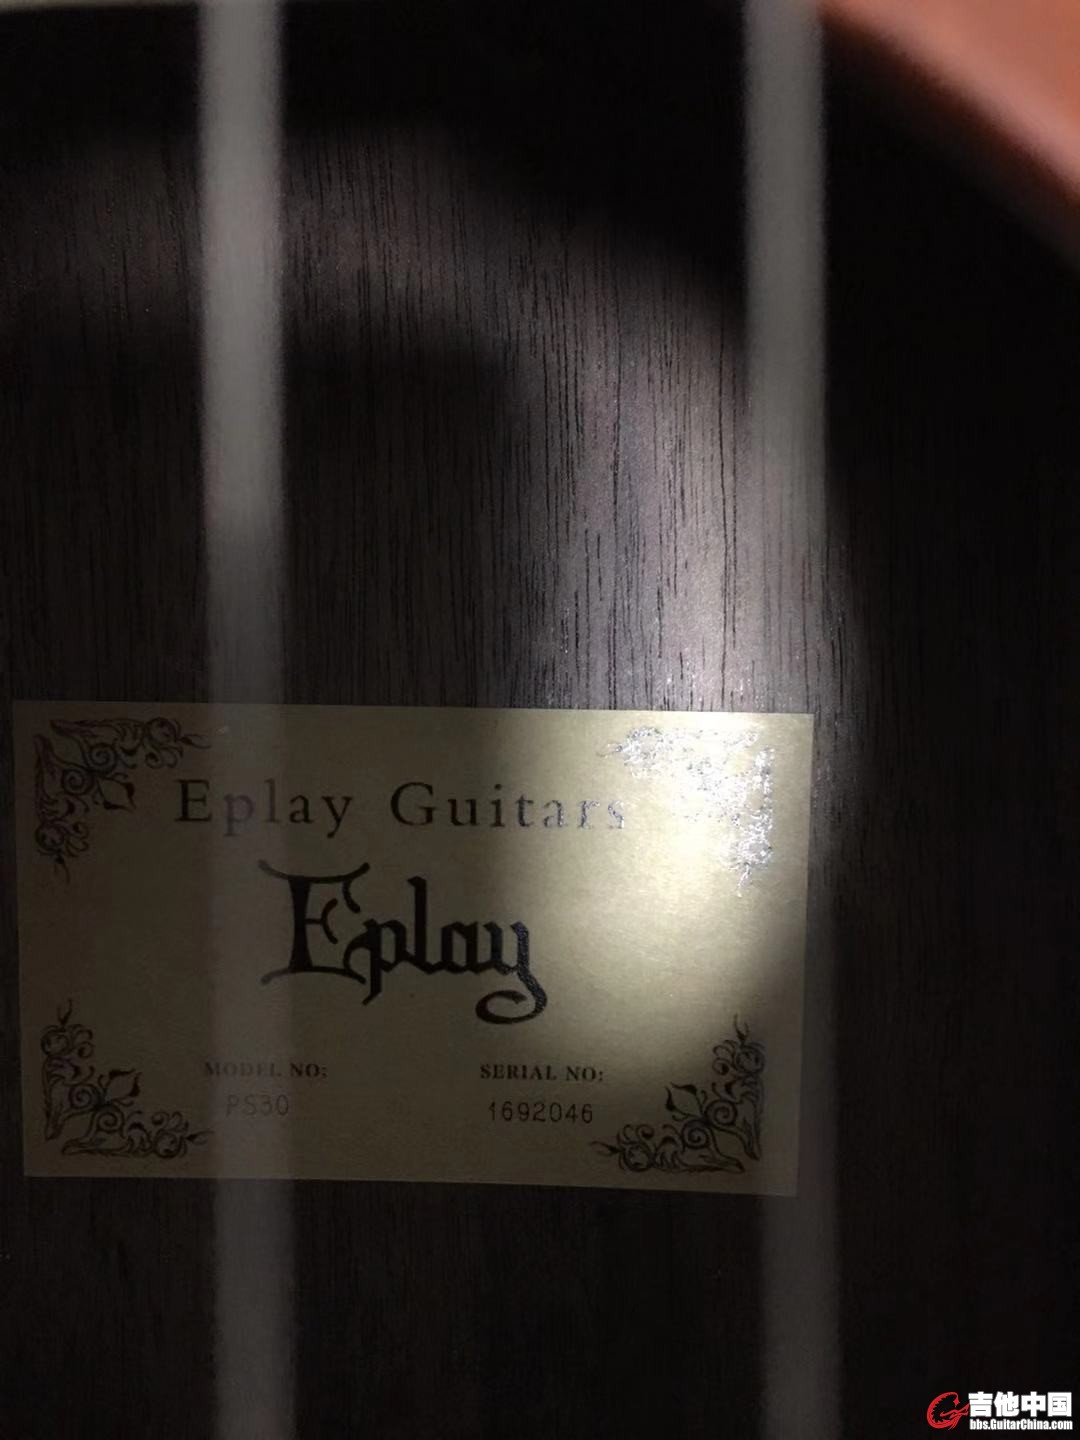 Eplay Guitars
Eplay
MODEL NO: SERIAL NO:
PS30 1692046
吉他中国
bbs.GuitarChina.com